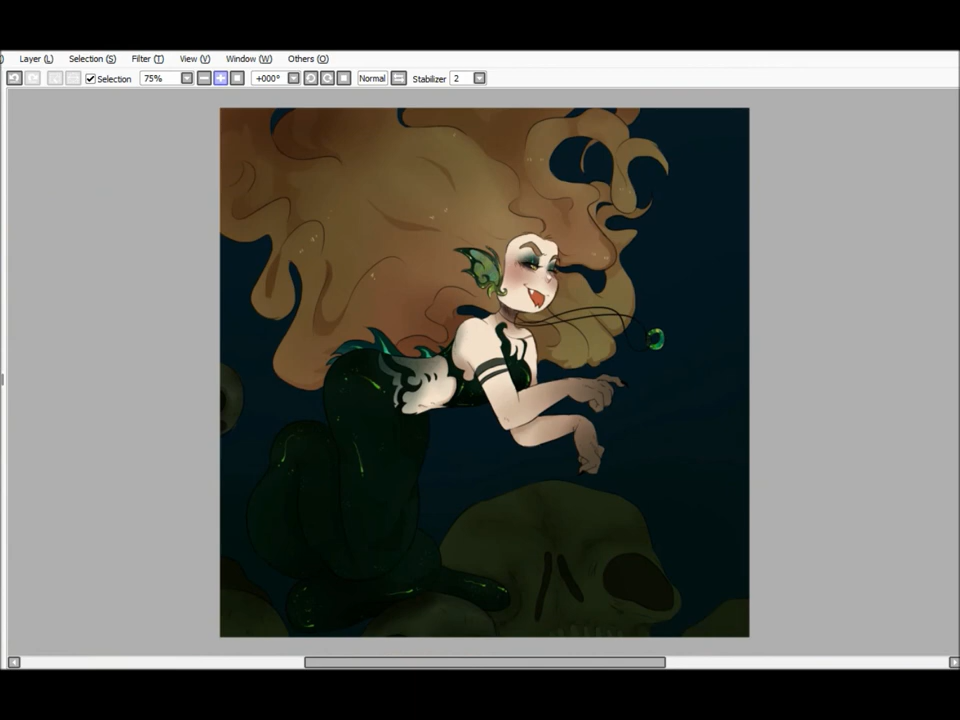 ) Layer (L) Selection (S) Filter (T) View (V) Window (W) Others (O)
Selection 75% +000° Normal Stabilizer 2